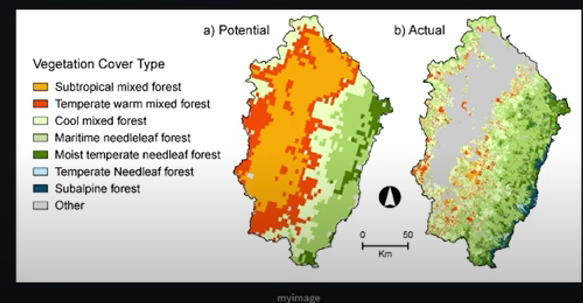 a) Potential
b) Actual
Vegetation Cover Type
Subtropical mixed forest
Temperate warm mixed forest
Cool mixed forest
Maritime needleleaf forest
Moist temperate needleaf forest
Temperate Needleaf forest
Subalpine forest
Other
0 50
Km
myimage